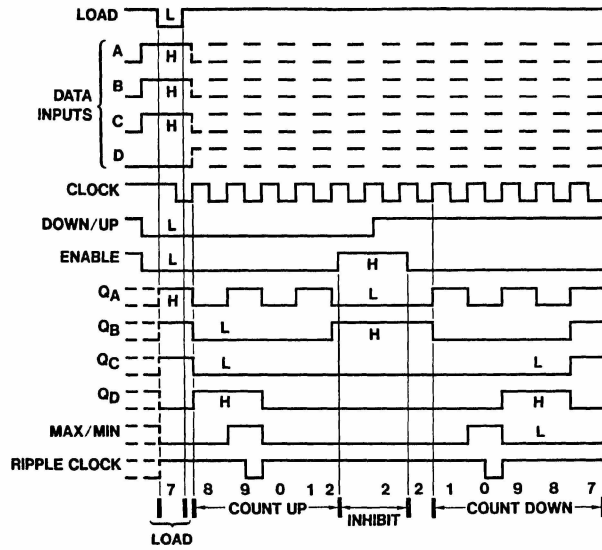 LOAD L
A H
B H
DATA
INPUTS
C H
D
CLOCK
DOWN/UP L
ENABLE L H
QA H L
QB L H
QC L L
QD H H
MAX/MIN L
RIPPLE CLOCK
7 8 9 0 1 2 2 2 1 0 9 8 7
COUNT UP INHIBIT COUNT DOWN
LOAD